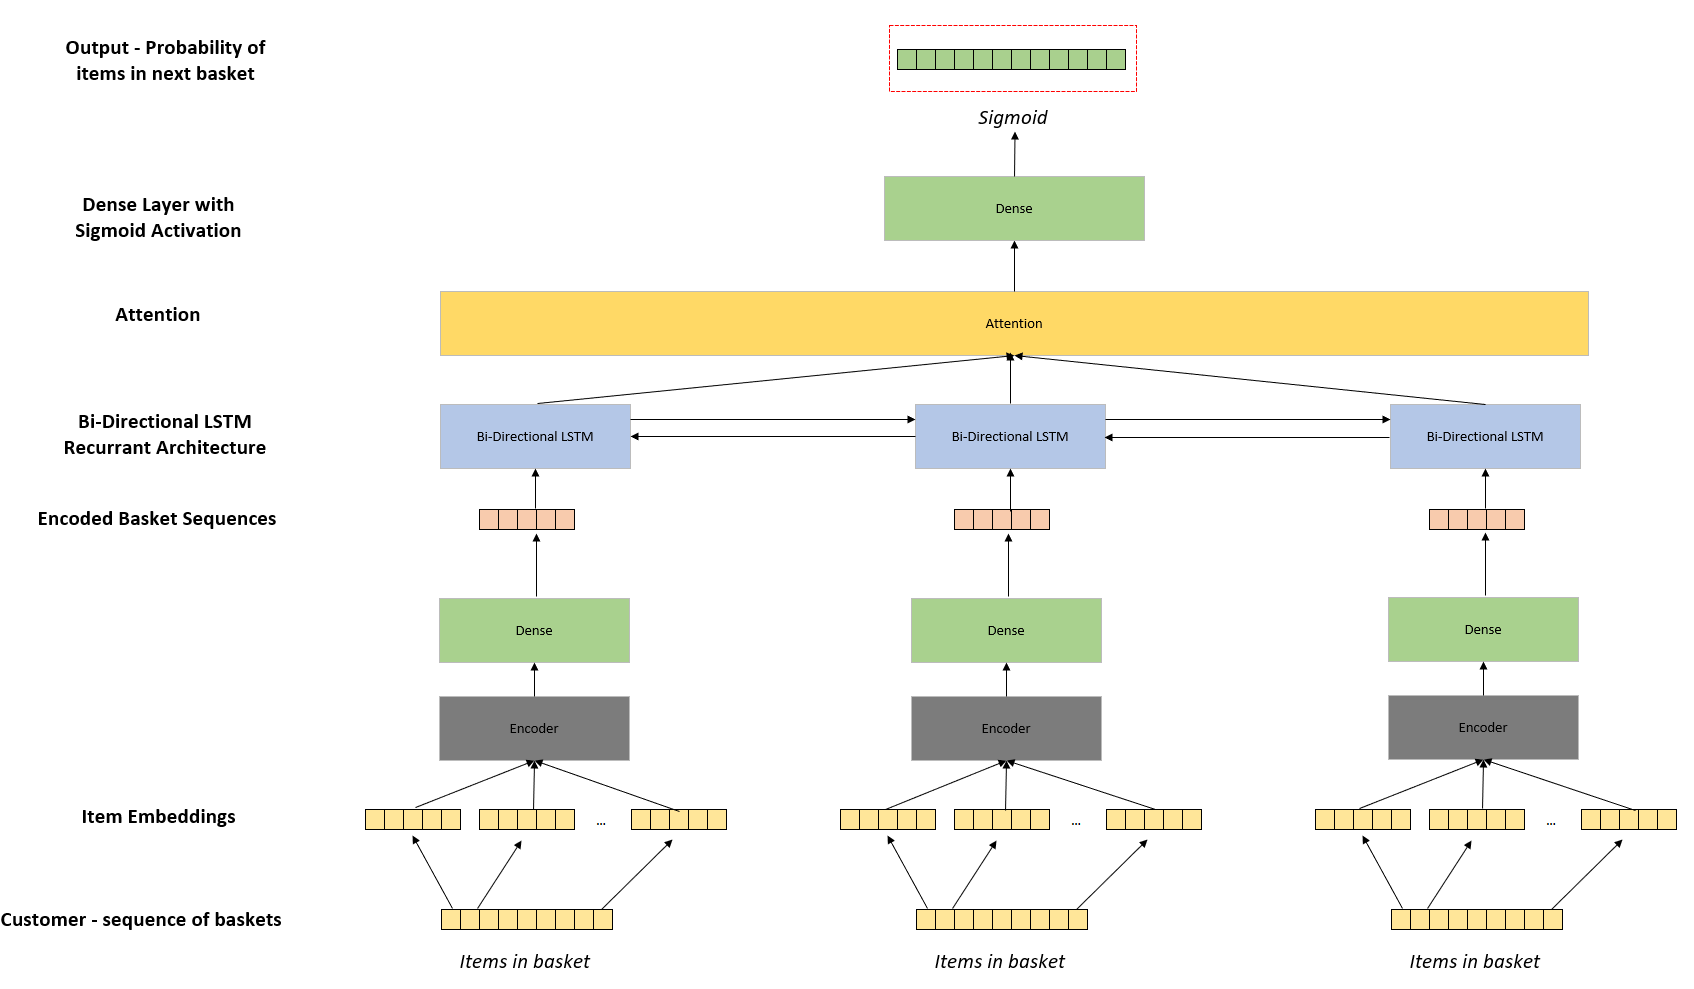 Output - Probability of
items in next basket
Sigmoid
Dense Layer with
Sigmoid Activation
Dense
Attention
Attention
Bi-Directional LSTM
Recurrant Architecture
Bi-Directional LSTM
Bi-Directional LSTM
Bi-Directional LSTM
Encoded Basket Sequences
Dense
Dense
Dense
Encoder
Encoder
Encoder
Item Embeddings
...
...
...
Customer - sequence of baskets
Items in basket
Items in basket
Items in basket